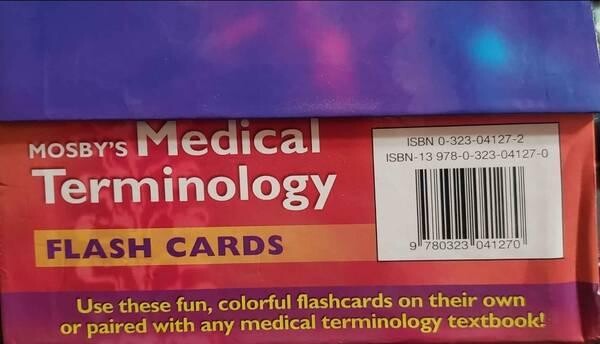 MOSBY'S Medical
Terminology
FLASH CARDS
ISBN 0-323-04127-2
ISBN-13 978-0-323-04127-0
9 780323 041270
Use these fun, colorful flashcards on their own
or paired with any medical terminology textbook!